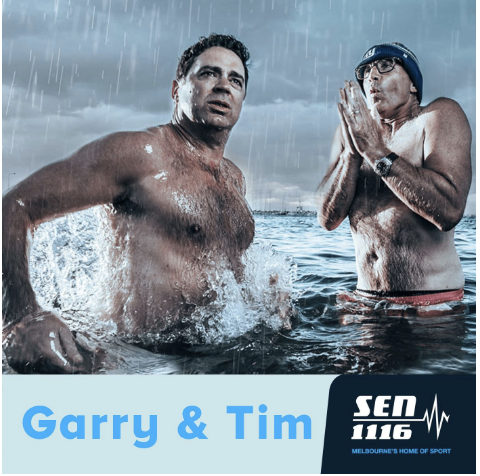 Garry & Tim
SEN
1116
MELBOURNE'S HOME OF SPORT